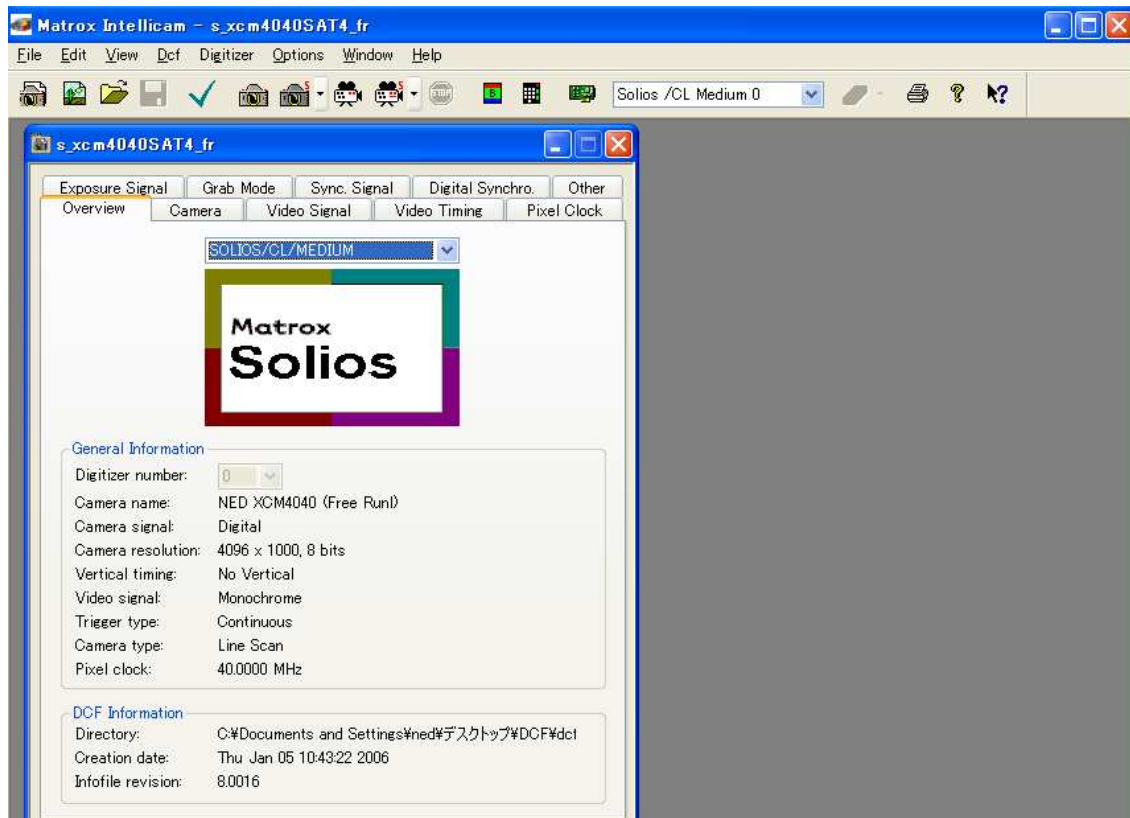 Matrox Intellicam - s_xcm4040SAT4_fr
File Edit View Dcf Digitizer Options Window Help
Solios /CL Medium 0
s_xcm4040SAT4_fr
Exposure Signal Grab Mode Sync. Signal Digital Synchro. Other
Overview Camera Video Signal Video Timing Pixel Clock
SOLIOS/CL/MEDIUM
Matrox
Solios
General Information
Digitizer number: 0
Camera name: NED XCM4040 (Free Runl)
Camera signal: Digital
Camera resolution: 4096 x 1000, 8 bits
Vertical timing: No Vertical
Video signal: Monochrome
Trigger type: Continuous
Camera type: Line Scan
Pixel clock: 40.0000 MHz
DCF Information
Directory: C:¥Documents and Settings¥ned¥デスクトップ¥DCF¥dcf
Creation date: Thu Jan 05 10:43:22 2006
Infofile revision: 8.0016